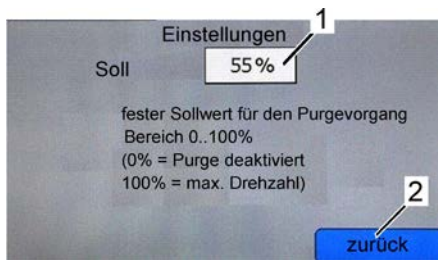 1
Einstellungen
Soll 55%
fester Sollwert für den Purgevorgang
Bereich 0..100%
(0% = Purge deaktiviert
100% = max. Drehzahl)
2
zurück